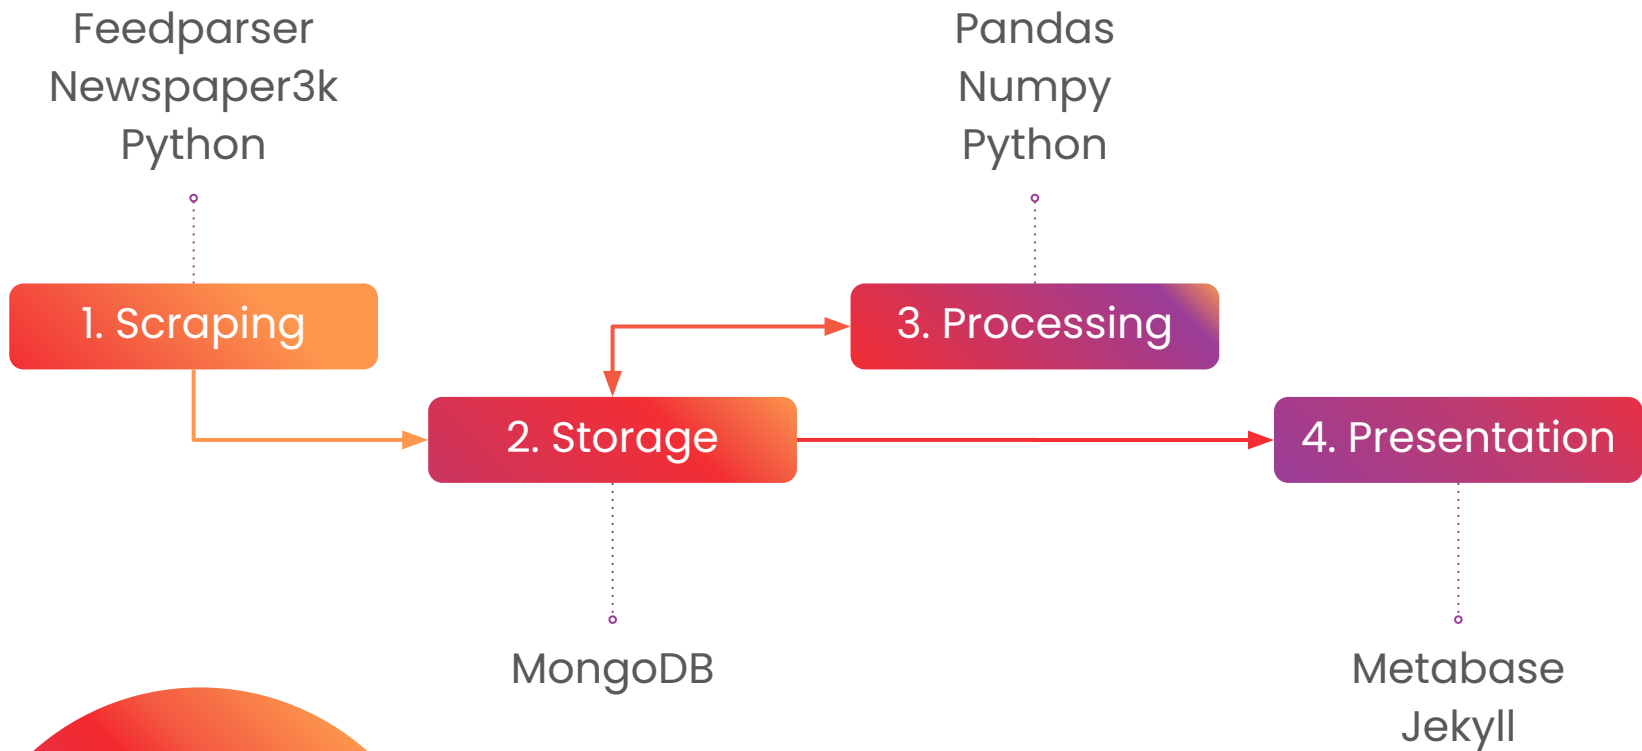 Feedparser
Newspaper3k
Python
Pandas
Numpy
Python
1. Scraping
3. Processing
2. Storage
4. Presentation
MongoDB
Metabase
Jekyll